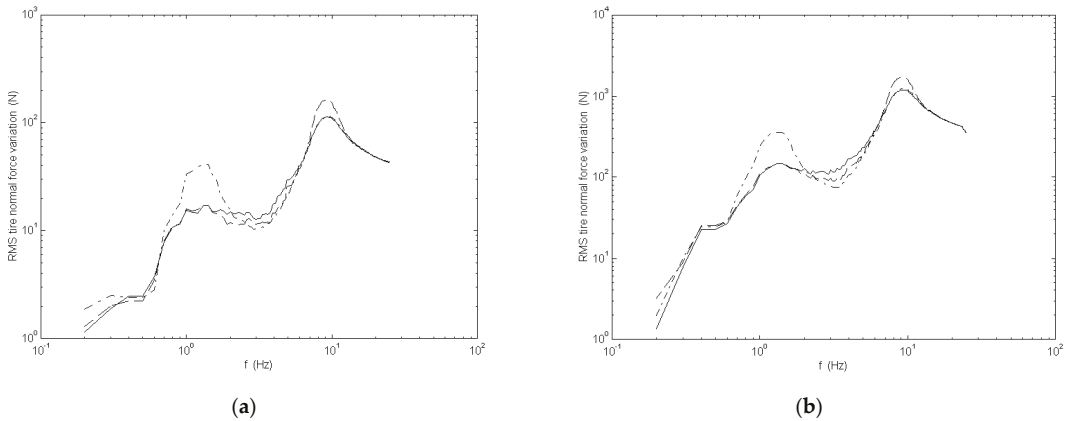 10³
10²
10¹
10⁰
RMS tire normal force variation (N)
10⁻¹
10⁰
10¹
10²
f (Hz)
(a)
10⁴
10³
10²
10¹
10⁰
RMS tire normal force variation (N)
10⁻¹
10⁰
10¹
10²
f (Hz)
(b)